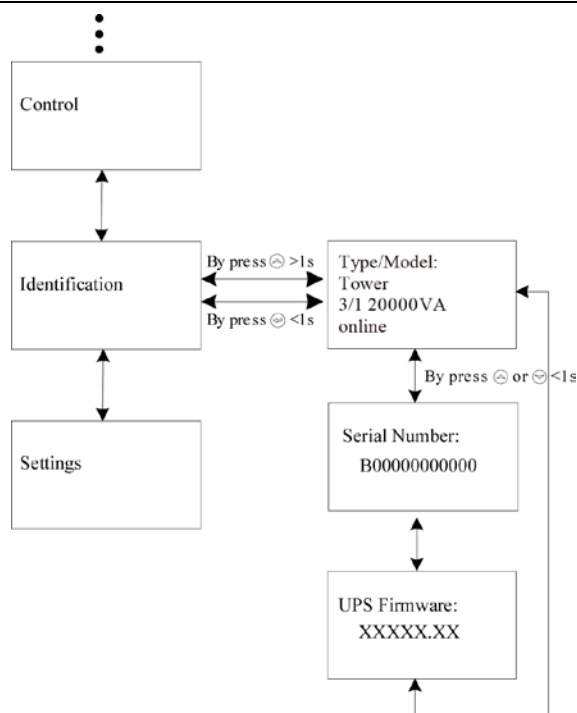 Control
Identification
Settings
By press >1s
By press <1s
Type/Model:
Tower
3/1 20000VA
online
By press or <1s
Serial Number:
B00000000000
UPS Firmware:
XXXXX.XX